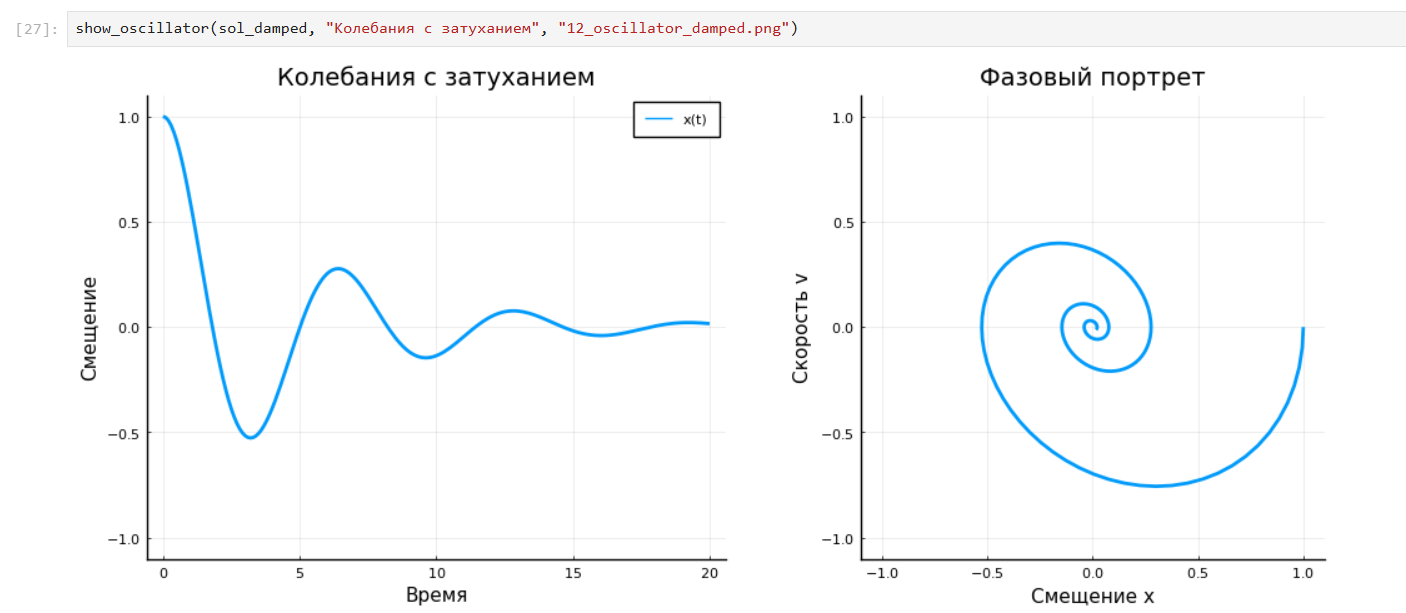 [27]: show_oscillator(sol_damped, "Колебания с затуханием", "12_oscillator_damped.png")
Колебания с затуханием
x(t)
1.0
0.5
0.0
−0.5
−1.0
Смещение
0 5 10 15 20
Время
Фазовый портрет
1.0
0.5
0.0
−0.5
−1.0
Скорость v
−1.0 −0.5 0.0 0.5 1.0
Смещение x